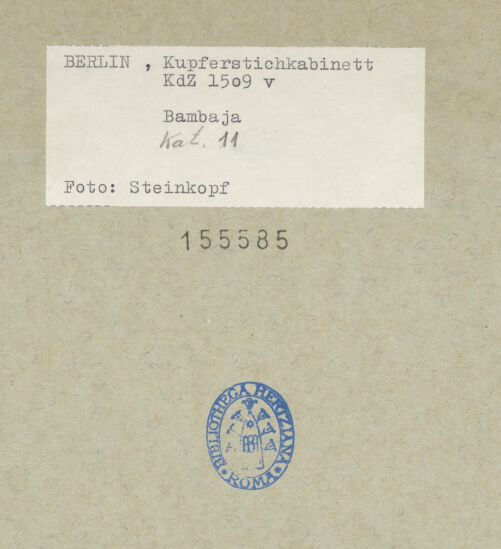 BERLIN , Kupferstichkabinett
KdZ 15o9 v
Bambaja
Kat. 11
Foto: Steinkopf
155585
BIBLIOTHECA HERTZIANA
ROMA